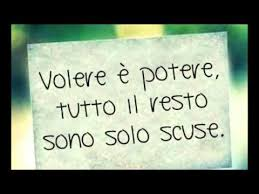 Volere è potere,
tutto il resto
sono solo scuse.